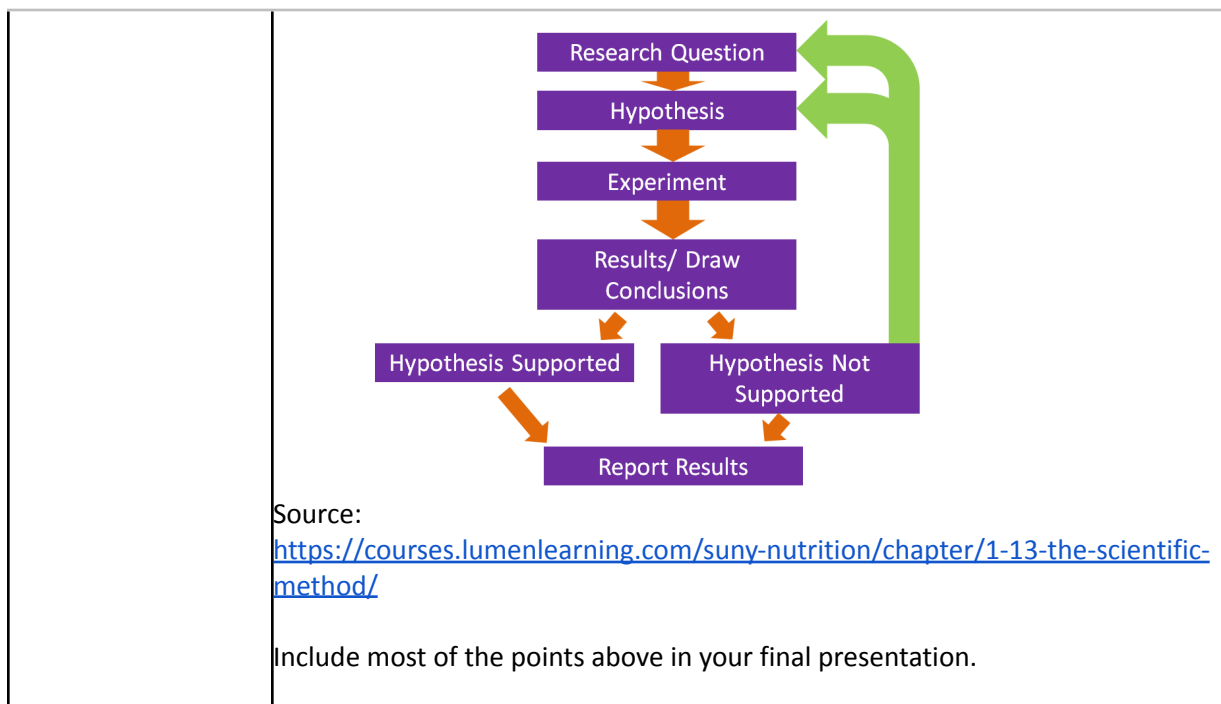 Research Question
Hypothesis
Experiment
Results/ Draw
Conclusions
Hypothesis Supported
Hypothesis Not
Supported
Report Results
Source:
https://courses.lumenlearning.com/suny-nutrition/chapter/1-13-the-scientific-
method/
Include most of the points above in your final presentation.